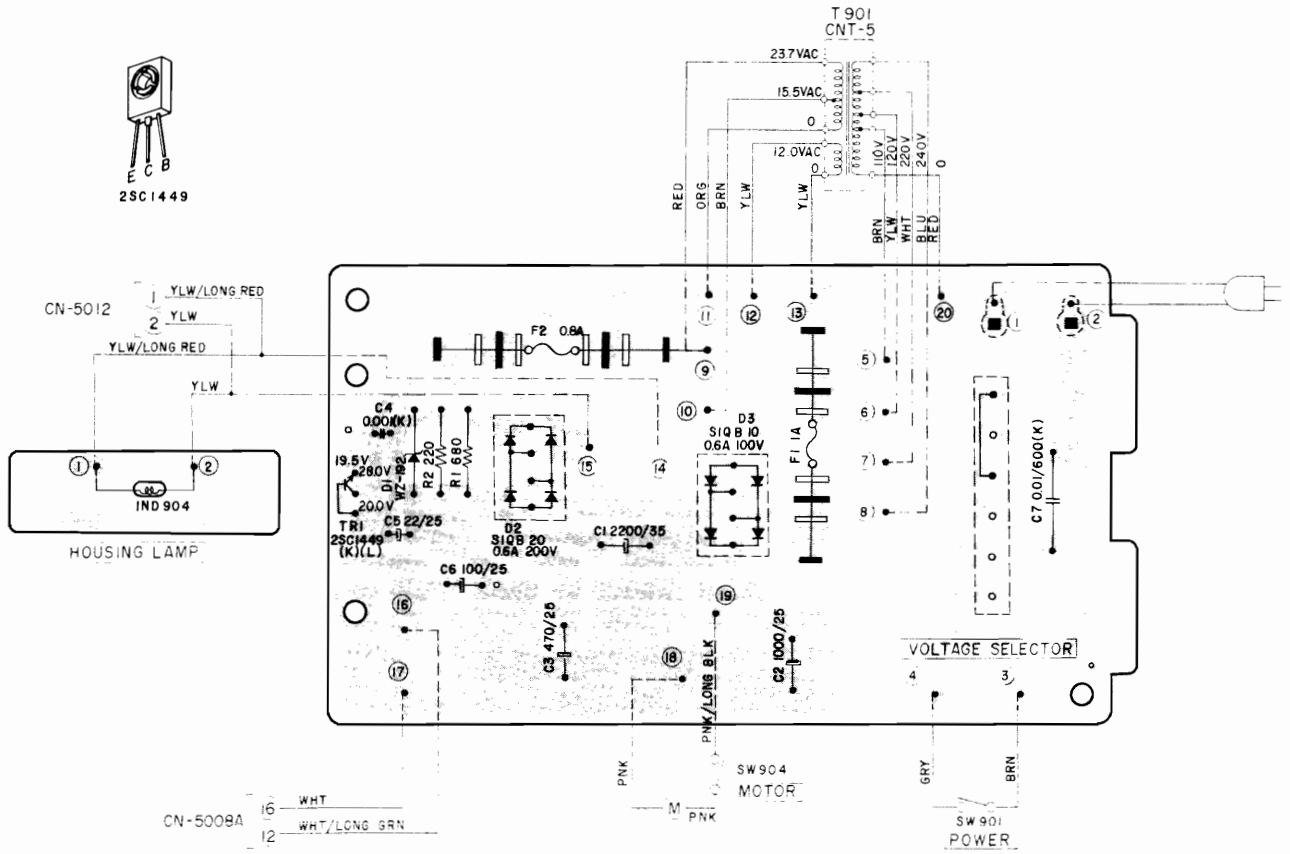 T 901
CNT-5
23.7VAC
15.5VAC
0
12.0VAC
0
110V
120V
220V
240V
0
E C B
2SC1449
RED
ORG
BRN
YLW
YLW
BRN
YLW
WHT
BLU
RED
CN-5012
1
YLW/LONG RED
2
YLW
YLW/LONG RED
YLW
F2 0.8A
11
12
13
20
1
2
9
10
5)
6)
7)
8)
C4
0.001(K)
19.5V
28.0V
20.0V
D1
WZ-192
R2 220
R1 680
15
14
D3
S1QB 10
0.6A 100V
F1 1A
C7 0.01/600(K)
1
2
IND 904
HOUSING LAMP
TR1
2SC1449
(K)(L)
C5 22/25
D2
S1QB 20
0.6A 200V
C1 2200/35
C6 100/25
16
17
C3 470/25
18
19
PNK/LONG BLK
C2 1000/25
VOLTAGE SELECTOR
4
3
PNK
SW904
MOTOR
M
PNK
GRY
BRN
SW901
POWER
CN-5008A
16
WHT
12
WHT/LONG GRN